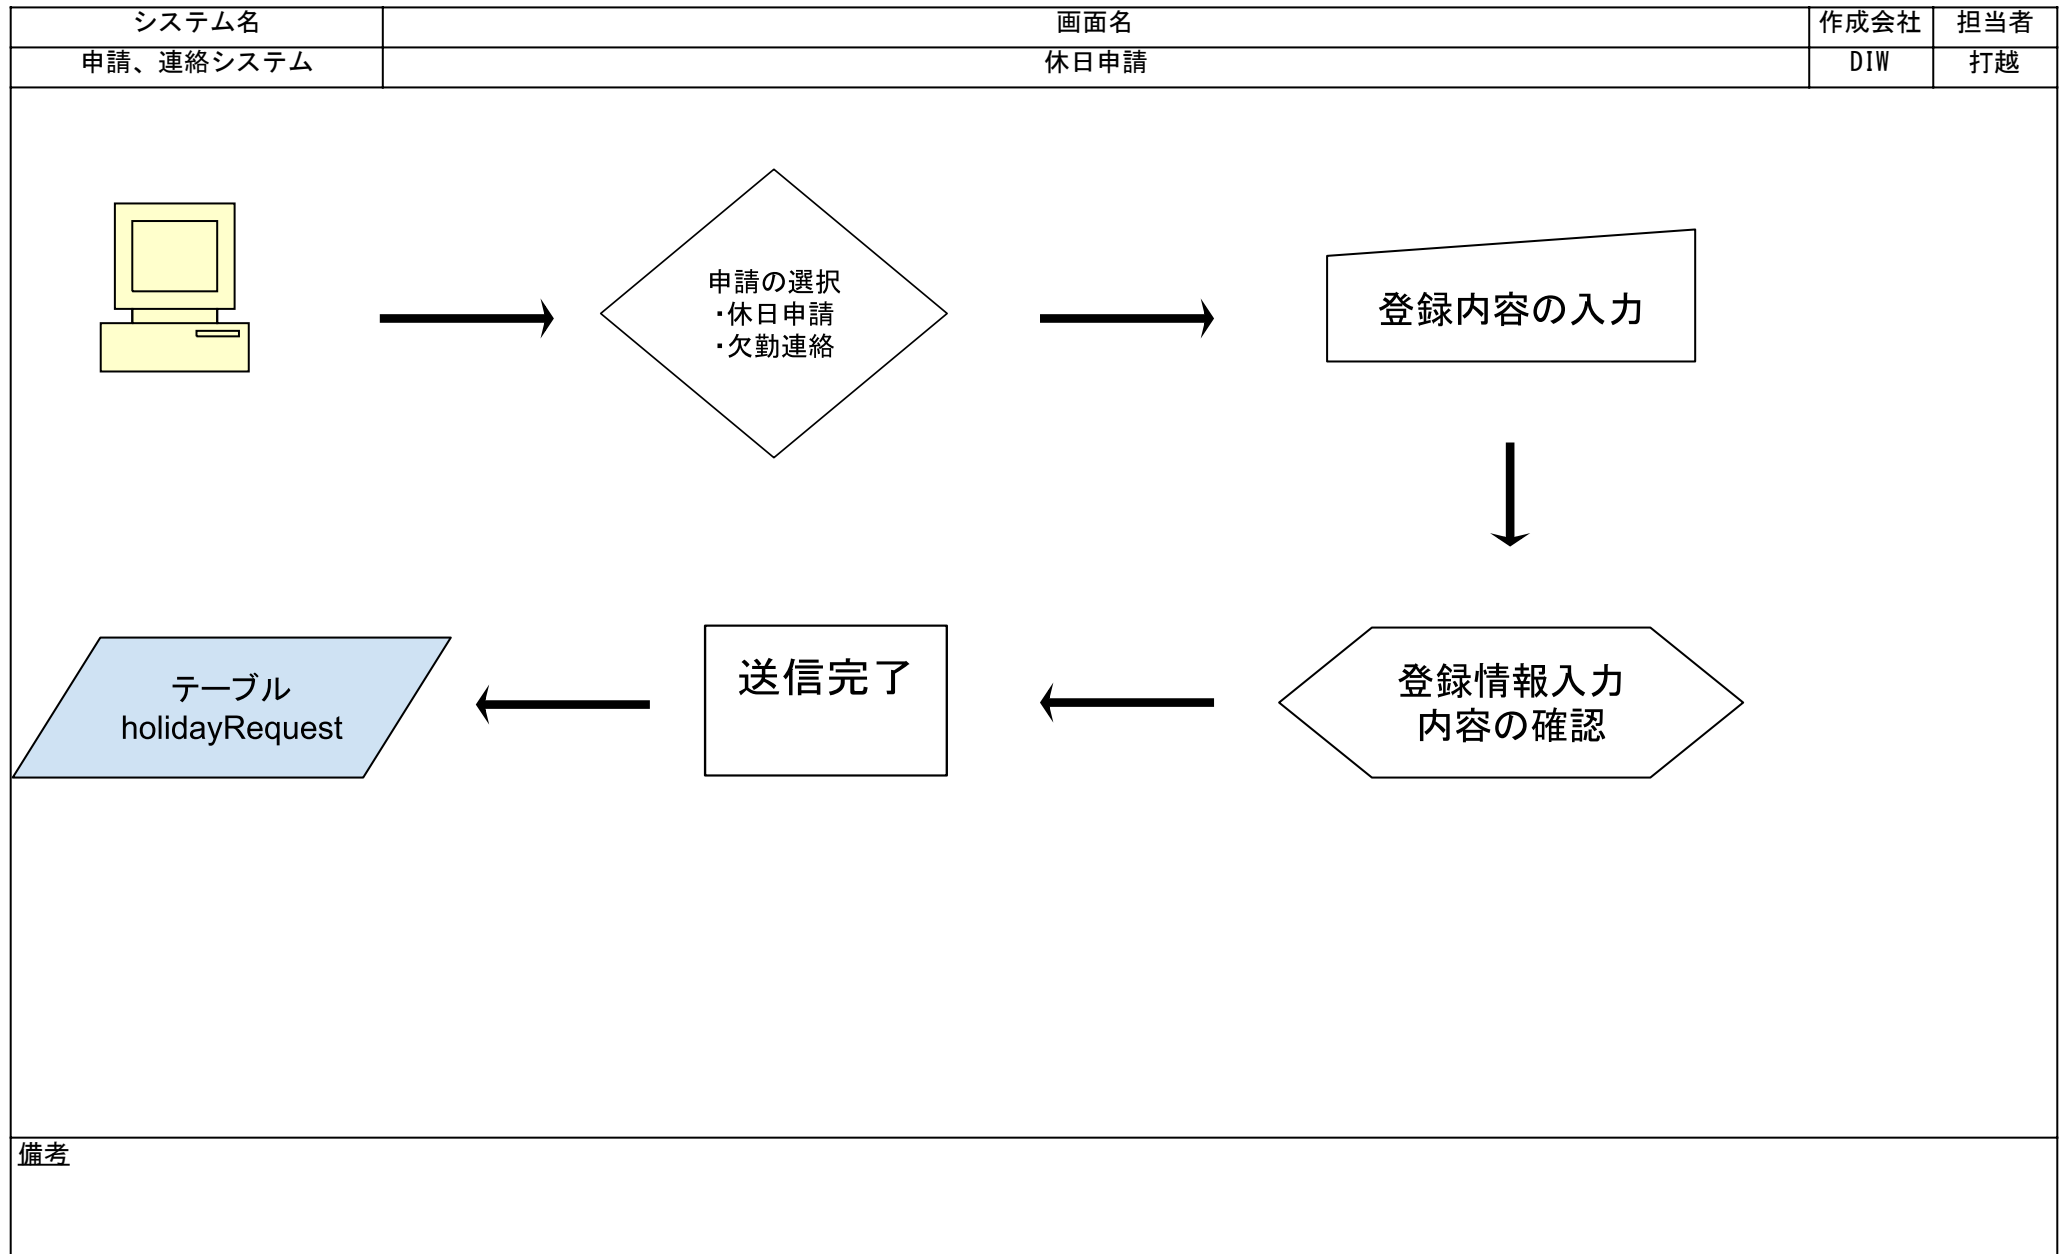 システム名
画面名
作成会社
担当者
申請、連絡システム
休日申請
DIW
打越
申請の選択
・休日申請
・欠勤連絡
登録内容の入力
テーブル
holidayRequest
送信完了
登録情報入力
内容の確認
備考